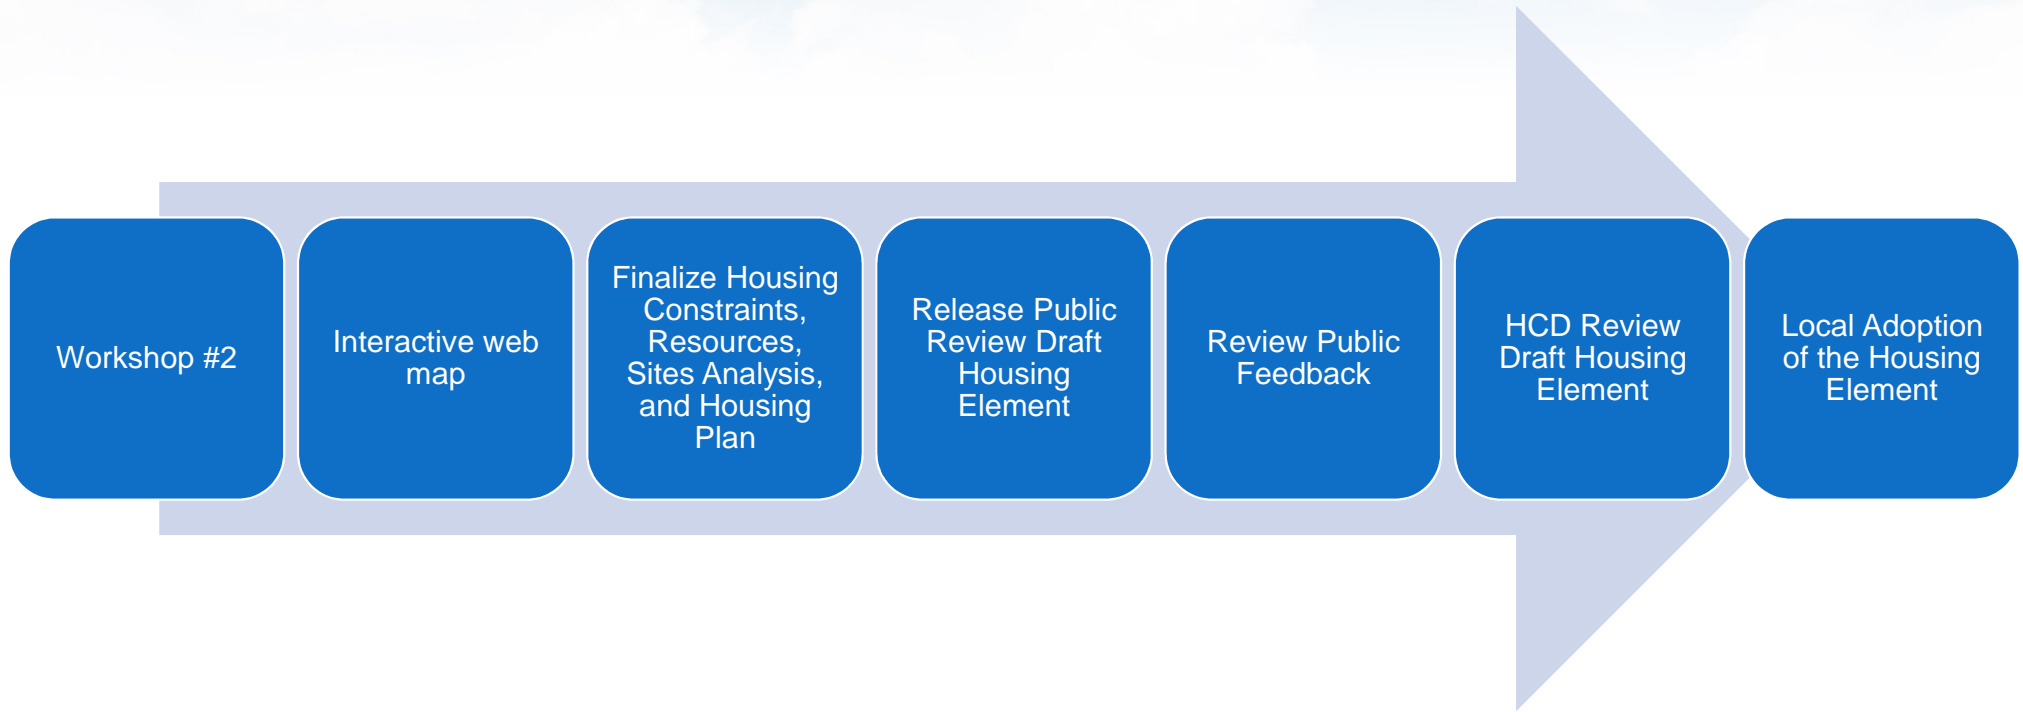 Workshop #2
Interactive web
map
Finalize Housing
Constraints,
Resources,
Sites Analysis,
and Housing
Plan
Release Public
Review Draft
Housing
Element
Review Public
Feedback
HCD Review
Draft Housing
Element
Local Adoption
of the Housing
Element